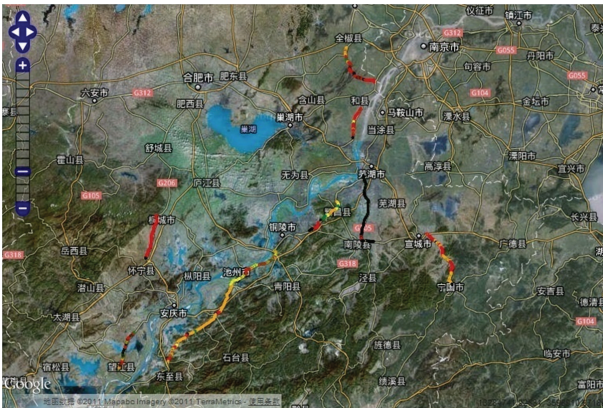 仪征市
镇江市
全椒县
G312
南京市
G055
丹阳市
句容市
合肥市
肥东县
六安市
G312
含山县
和县
G104
金坛市
G055
肥西县
巢湖市
马鞍山市
溧水县
巢湖
当涂县
舒城县
溧阳市
霍山县
高淳县
宜兴市
无为县
芜湖市
G206
庐江县
G105
芜湖县
长兴县
桐城市
铜陵市
南陵县
宣城市
广德县
岳西县
G318
怀宁县
枞阳县
池州市
G318
泾县
青阳县
宁国市
安吉县
潜山县
德清县
安庆市
太湖县
G104
旌德县
石台县
临安市
宿松县
望江县
东至县
绩溪县
富阳市
Google
地图数据 ©2011 Mapabc Imagery ©2011 TerraMetrics - 使用条款